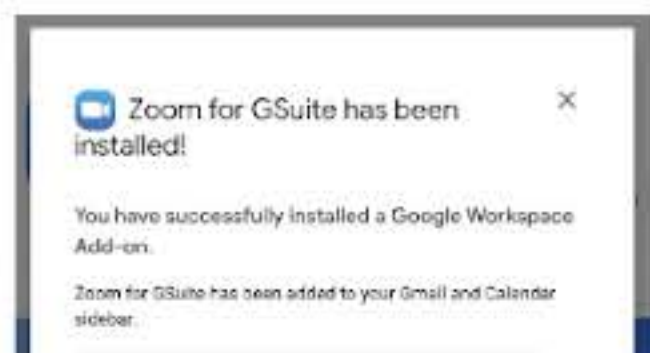 Zoom for GSuite has been
installed!
You have successfully installed a Google Workspace
Add-on.
Zoom for GSuite has been added to your Gmail and Calendar
sidebar.